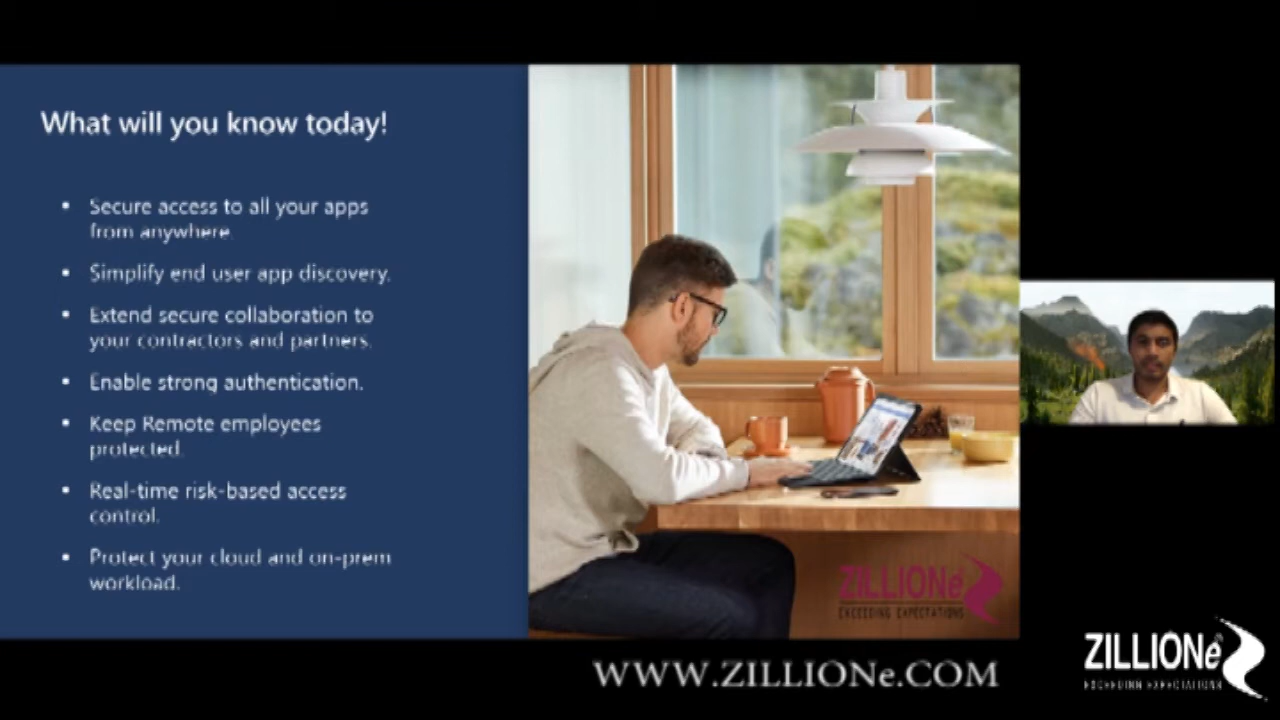 What will you know today!
• Secure access to all your apps
from anywhere.
• Simplify end user app discovery.
• Extend secure collaboration to
your contractors and partners.
• Enable strong authentication.
• Keep Remote employees
protected.
• Real-time risk-based access
control.
• Protect your cloud and on-prem
workload.
ZILLIONe
EXCEEDING EXPECTATIONS
WWW.ZILLIONe.COM
ZILLIONe
EXCEEDING EXPECTATIONS